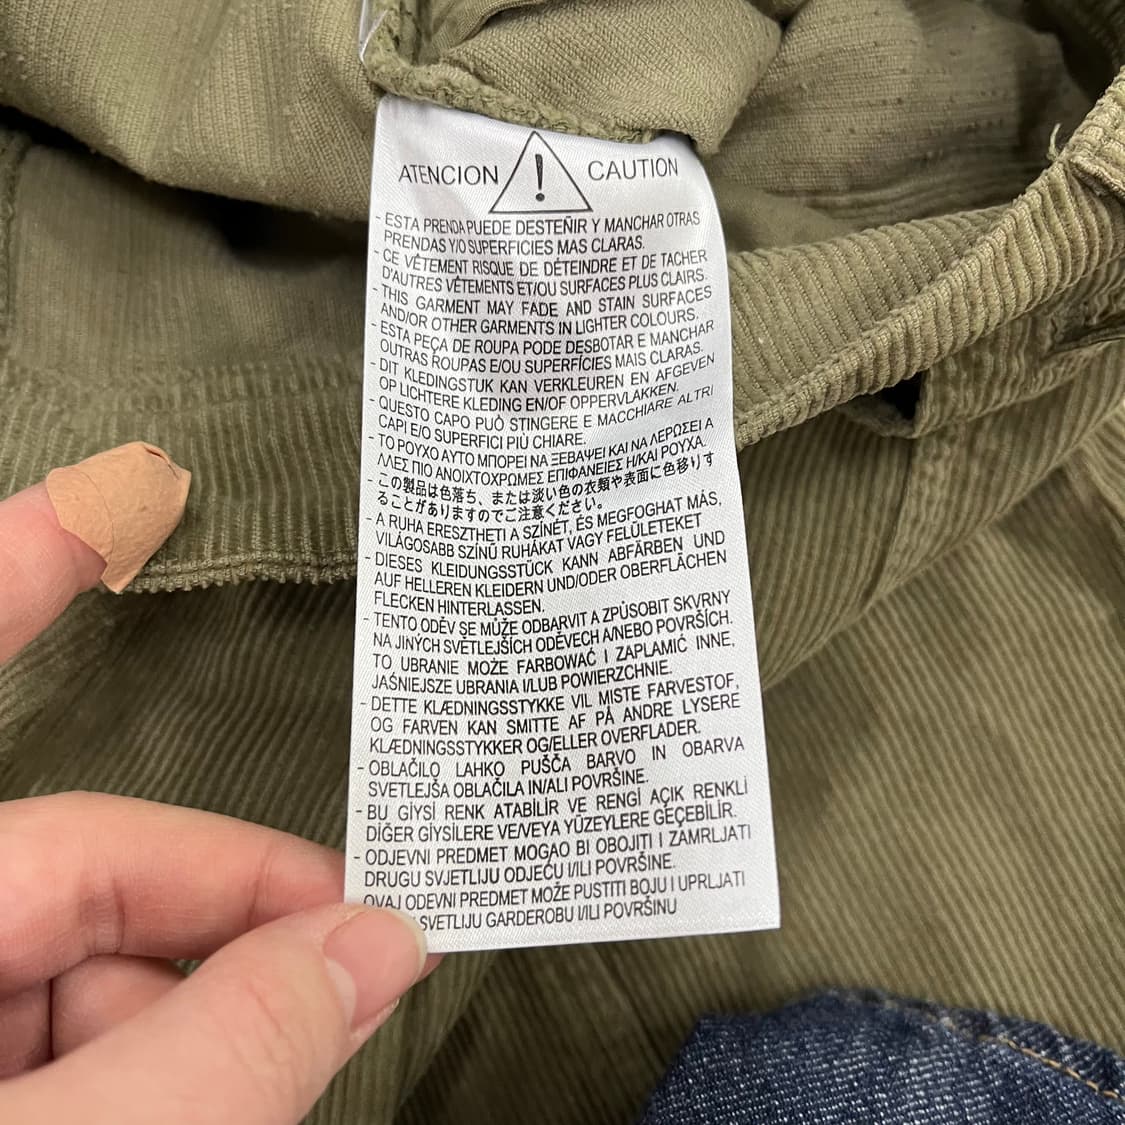 ATENCION ! CAUTION
- ESTA PRENDA PUEDE DESTEÑIR Y MANCHAR OTRAS
PRENDAS Y/O SUPERFICIES MAS CLARAS.
- CE VÊTEMENT RISQUE DE DÉTEINDRE ET DE TACHER
D'AUTRES VÊTEMENTS ET/OU SURFACES PLUS CLAIRS.
- THIS GARMENT MAY FADE AND STAIN SURFACES
AND/OR OTHER GARMENTS IN LIGHTER COLOURS.
- ESTA PEÇA DE ROUPA PODE DESBOTAR E MANCHAR
OUTRAS ROUPAS E/OU SUPERFÍCIES MAIS CLARAS.
- DIT KLEDINGSTUK KAN VERKLEUREN EN AFGEVEN
OP LICHTERE KLEDING EN/OF OPPERVLAKKEN.
- QUESTO CAPO PUÒ STINGERE E MACCHIARE ALTRI
CAPI E/O SUPERFICI PIÙ CHIARE.
- ΤΟ ΡΟΥΧΟ ΑΥΤΟ ΜΠΟΡΕΙ ΝΑ ΞΕΒΑΨΕΙ ΚΑΙ ΝΑ ΛΕΡΩΣΕΙ Α
ΛΛΕΣ ΠΙΟ ΑΝΟΙΧΤΟΧΡΩΜΕΣ ΕΠΙΦΑΝΕΙΕΣ Η/ΚΑΙ ΡΟΥΧΑ.
- この製品は色落ち、または淡い色の衣類や表面に色移りす
ることがありますのでご注意ください。
- A RUHA ERESZTHETI A SZÍNÉT, ÉS MEGFOGHAT MÁS,
VILÁGOSABB SZÍNŰ RUHÁKAT VAGY FELÜLETEKET
- DIESES KLEIDUNGSSTÜCK KANN ABFÄRBEN UND
AUF HELLEREN KLEIDERN UND/ODER OBERFLÄCHEN
FLECKEN HINTERLASSEN.
- TENTO ODĚV SE MŮŽE ODBARVIT A ZPŮSOBIT SKVRNY
NA JINÝCH SVĚTLEJŠÍCH ODĚVECH A/NEBO POVRŠÍCH.
TO UBRANIE MOŻE FARBOWAĆ I ZAPLAMIĆ INNE,
JAŚNIEJSZE UBRANIA I/LUB POWIERZCHNIE.
- DETTE KLÆDNINGSSTYKKE VIL MISTE FARVESTOF,
OG FARVEN KAN SMITTE AF PÅ ANDRE LYSERE
KLÆDNINGSSTYKKER OG/ELLER OVERFLADER.
- OBLAČILO LAHKO PUŠČA BARVO IN OBARVA
SVETLEJŠA OBLAČILA IN/ALI POVRŠINE.
- BU GİYSİ RENK ATABİLİR VE RENGİ AÇIK RENKLİ
DİĞER GİYSİLERE VE/VEYA YÜZEYLERE GEÇEBİLİR.
- ODJEVNI PREDMET MOGAO BI OBOJITI I ZAMRLJATI
DRUGU SVJETLIJU ODJEĆU I/ILI POVRŠINE.
OVAJ ODEVNI PREDMET MOŽE PUSTITI BOJU I UPRLJATI
SVETLIJU GARDEROBU I/ILI POVRŠINU